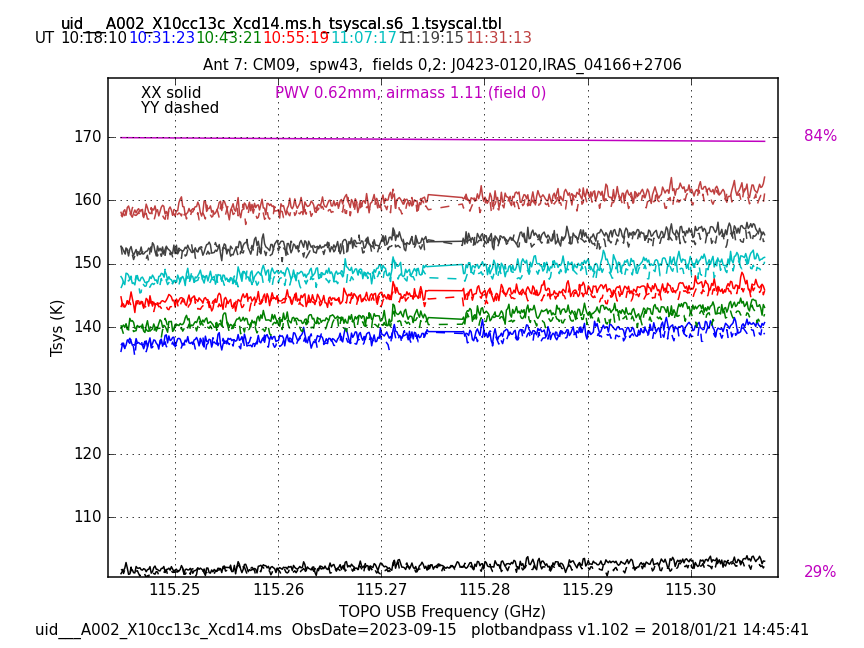 uid___A002_X10cc13c_Xcd14.ms.h_tsyscal.s6_1.tsyscal.tbl
UT 10:18:10 10:31:23 10:43:21 10:55:19 11:07:17 11:19:15 11:31:13
Ant 7: CM09,  spw43,  fields 0,2: J0423-0120,IRAS_04166+2706
XX solid
PWV 0.62mm, airmass 1.11 (field 0)
YY dashed
84%
170
160
150
140
130
120
110
29%
Tsys (K)
115.25 115.26 115.27 115.28 115.29 115.30
TOPO USB Frequency (GHz)
uid___A002_X10cc13c_Xcd14.ms  ObsDate=2023-09-15   plotbandpass v1.102 = 2018/01/21 14:45:41